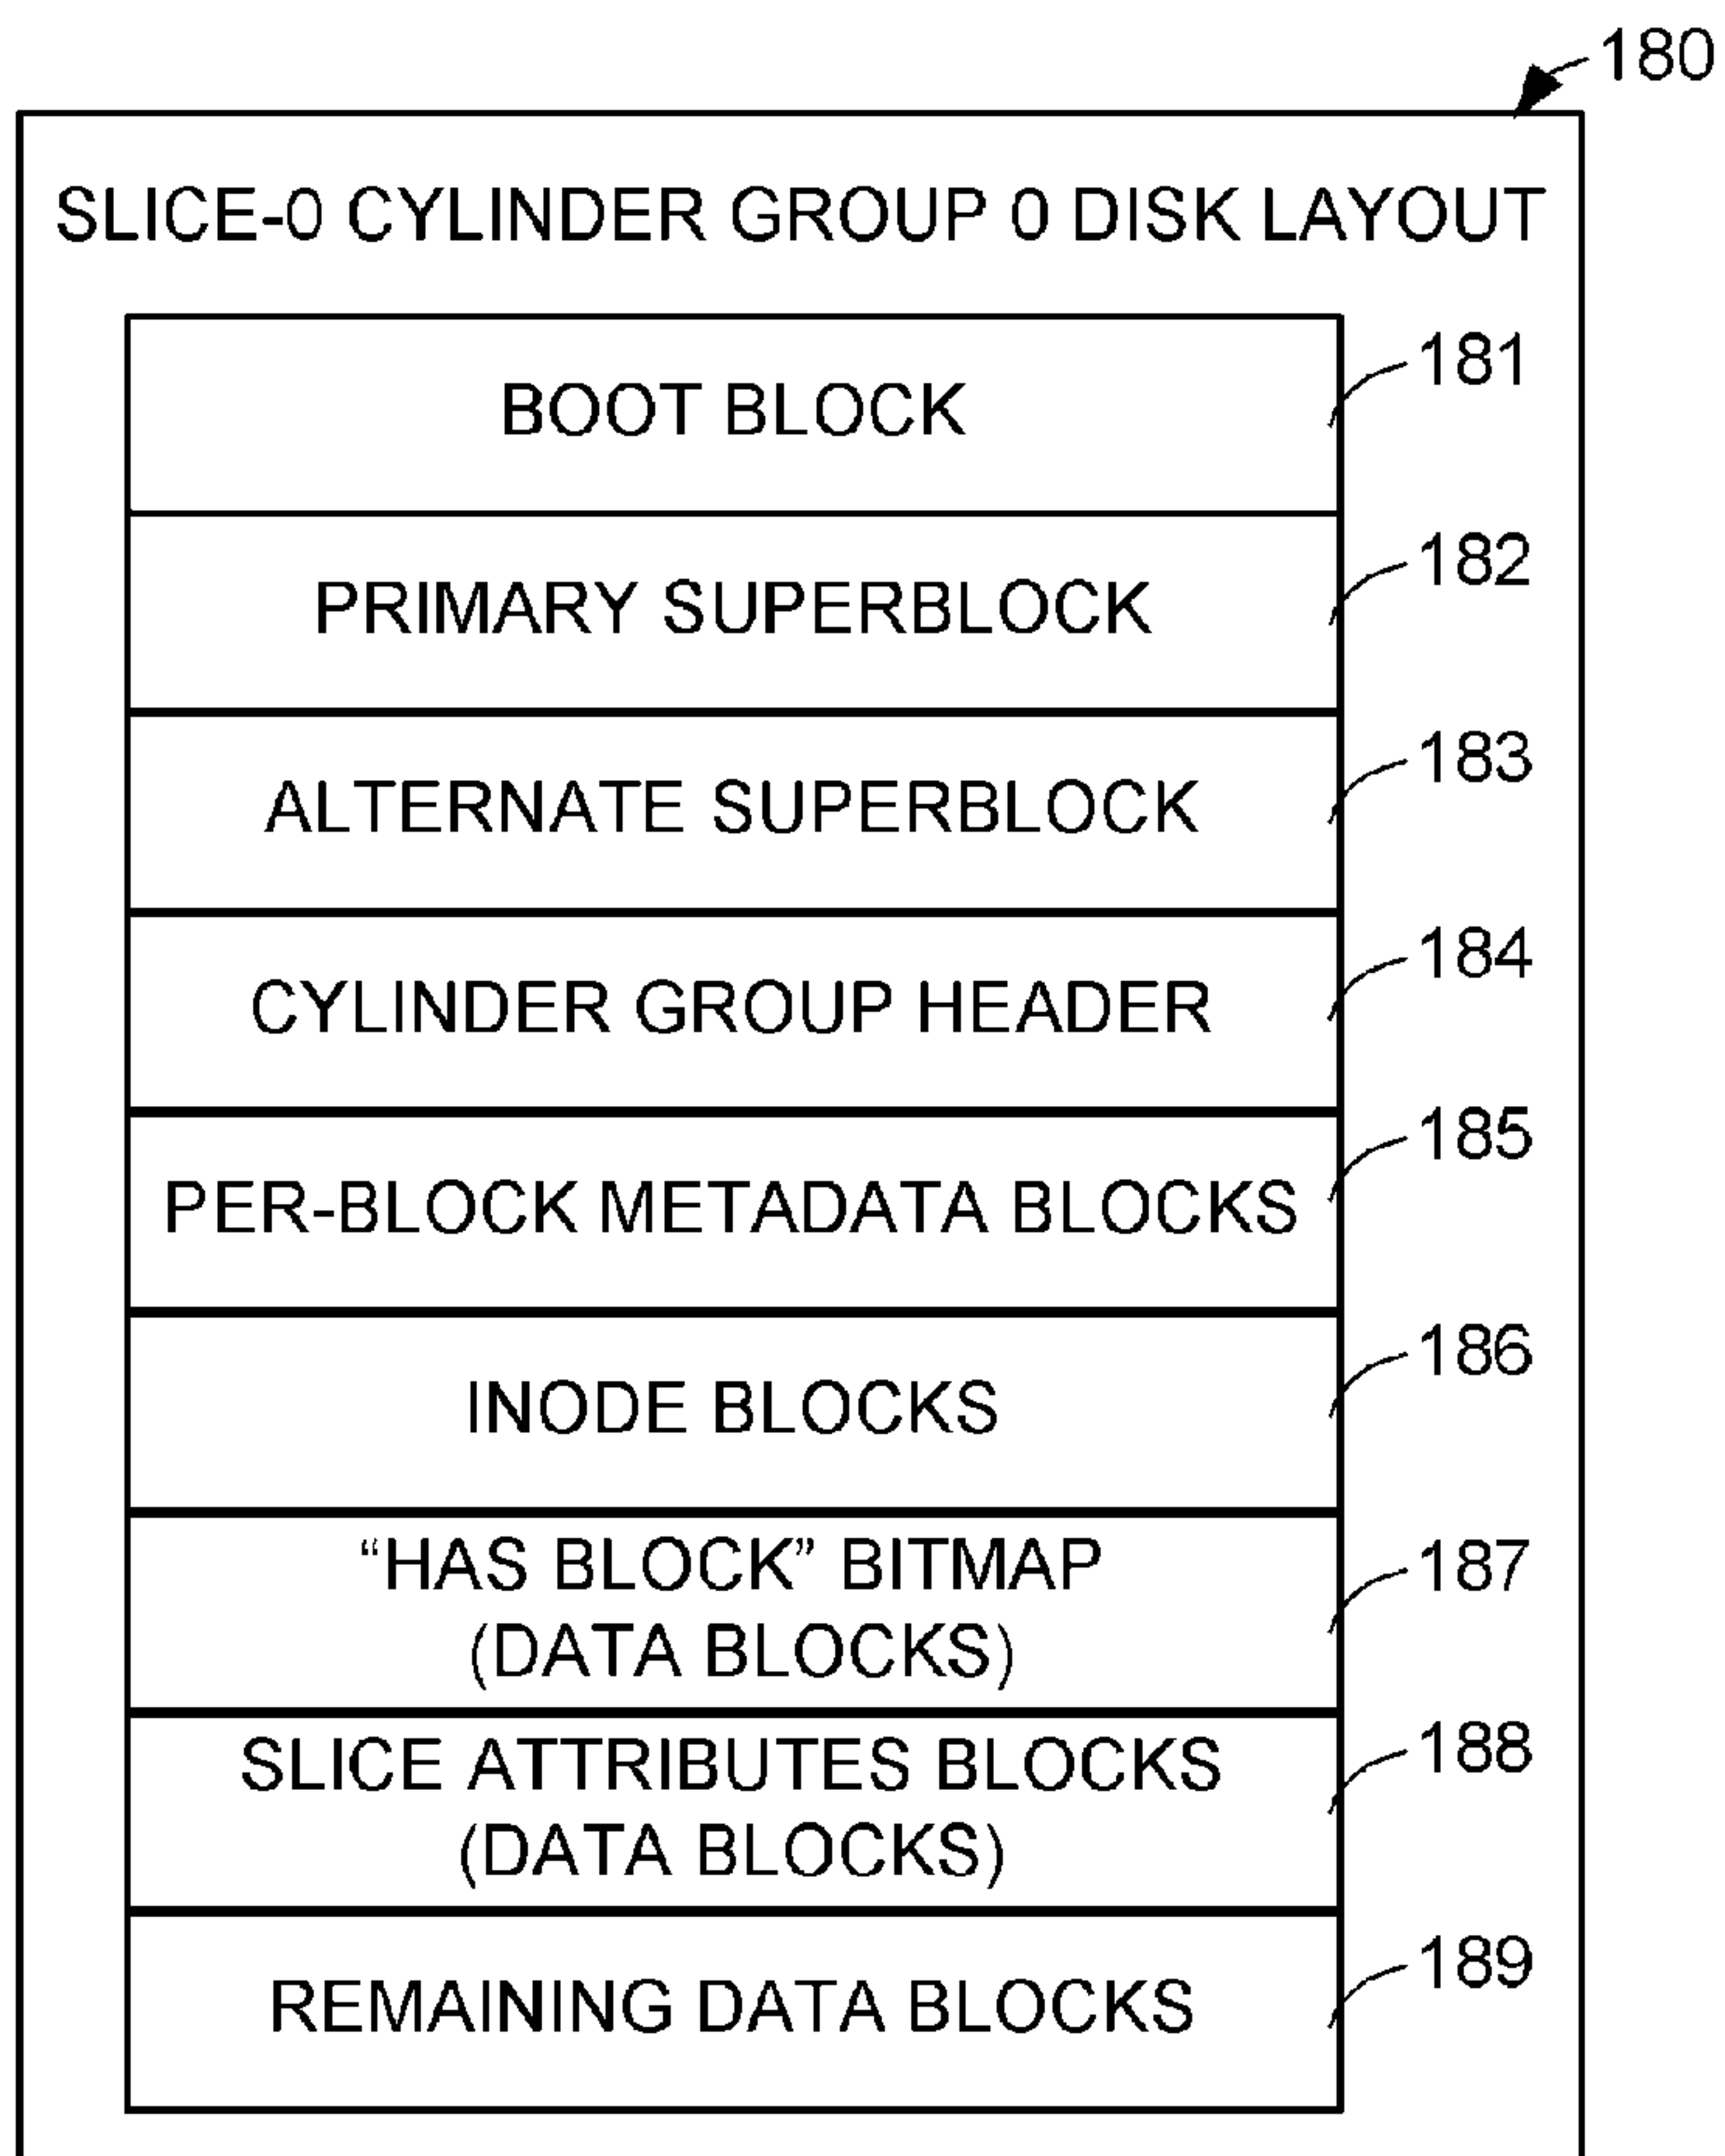 180
SLICE-0 CYLINDER GROUP 0 DISK LAYOUT
BOOT BLOCK
181
PRIMARY SUPERBLOCK
182
ALTERNATE SUPERBLOCK
183
CYLINDER GROUP HEADER
184
PER-BLOCK METADATA BLOCKS
185
INODE BLOCKS
186
“HAS BLOCK” BITMAP
(DATA BLOCKS)
187
SLICE ATTRIBUTES BLOCKS
(DATA BLOCKS)
188
REMAINING DATA BLOCKS
189